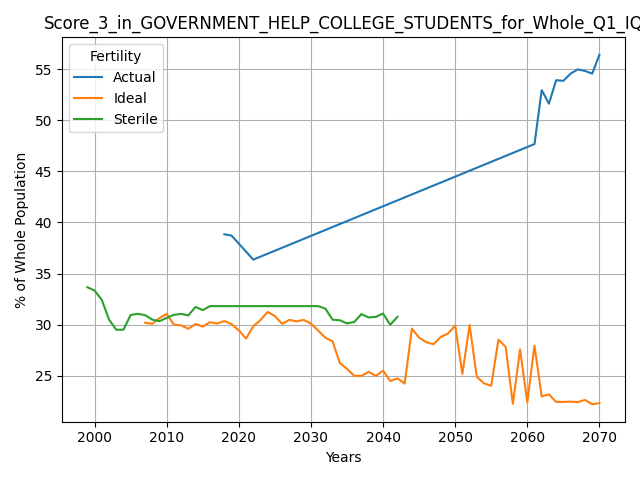 Score_3_in_GOVERNMENT_HELP_COLLEGE_STUDENTS_for_Whole_Q1_IQ
Fertility
Actual
Ideal
Sterile
% of Whole Population
55
50
45
40
35
30
25
2000 2010 2020 2030 2040 2050 2060 2070
Years